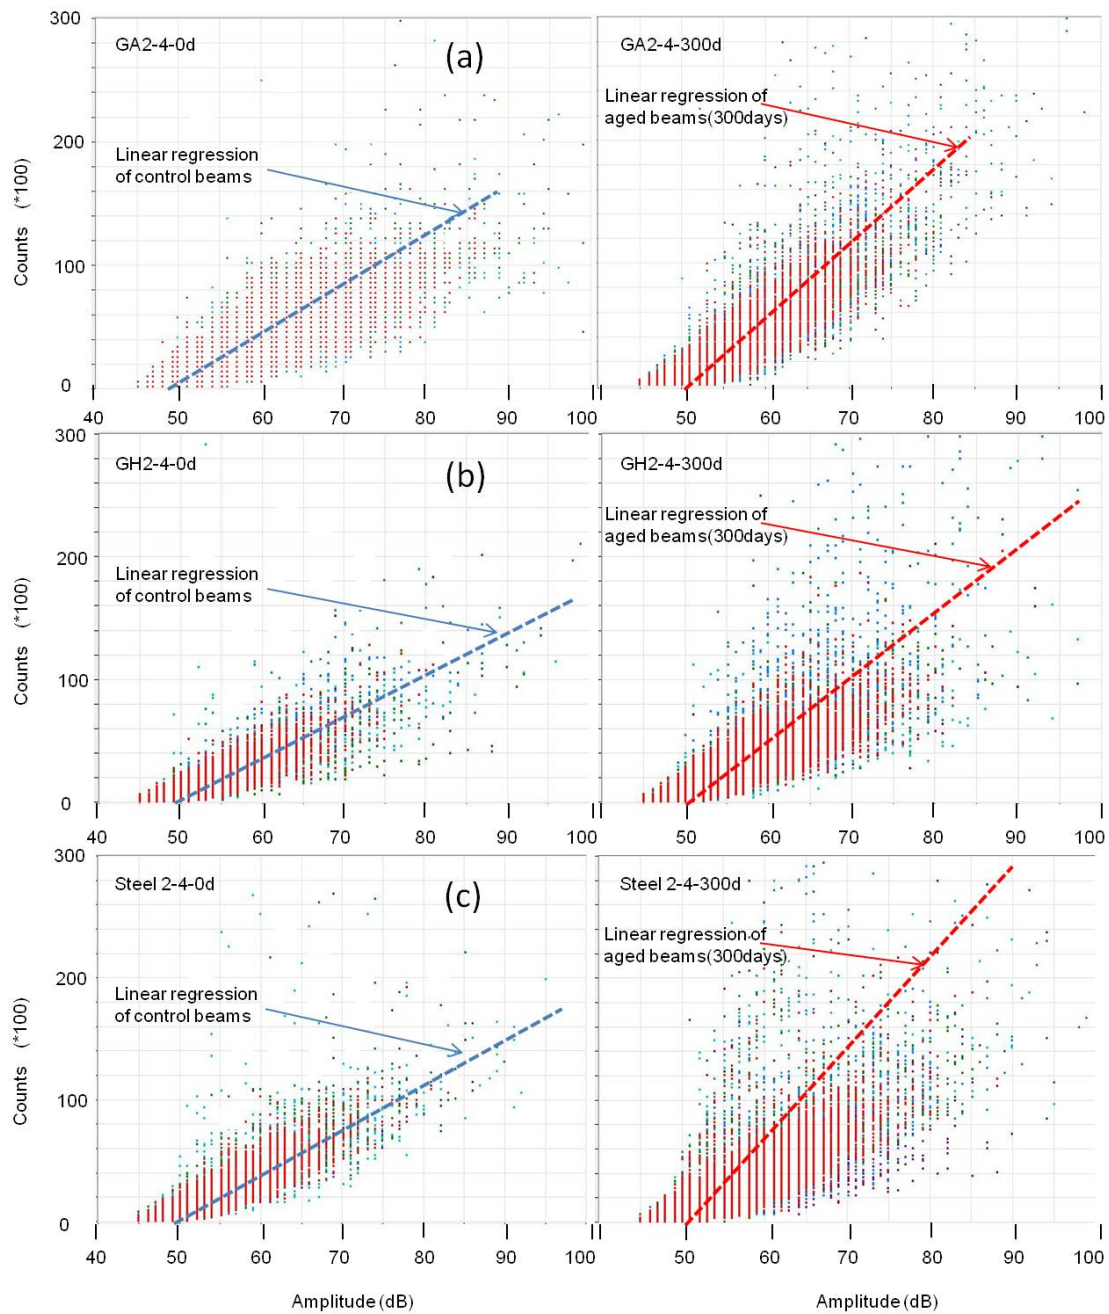 300
GA2-4-0d
(a)
GA2-4-300d
Linear regression of
aged beams(300days)
200
Linear regression
of control beams
Counts (*100)
100
0
40 50 60 70 80 90 100 50 60 70 80 90 100
300
GH2-4-0d
(b)
GH2-4-300d
Linear regression of
aged beams(300days)
200
Linear regression
of control beams
Counts (*100)
100
0
40 50 60 70 80 90 100 50 60 70 80 90 100
300
Steel 2-4-0d
(c)
Steel 2-4-300d
Linear regression of
aged beams(300days)
200
Linear regression
of control beams
Counts (*100)
100
0
40 50 60 70 80 90 100 50 60 70 80 90 100
Amplitude (dB) Amplitude (dB)